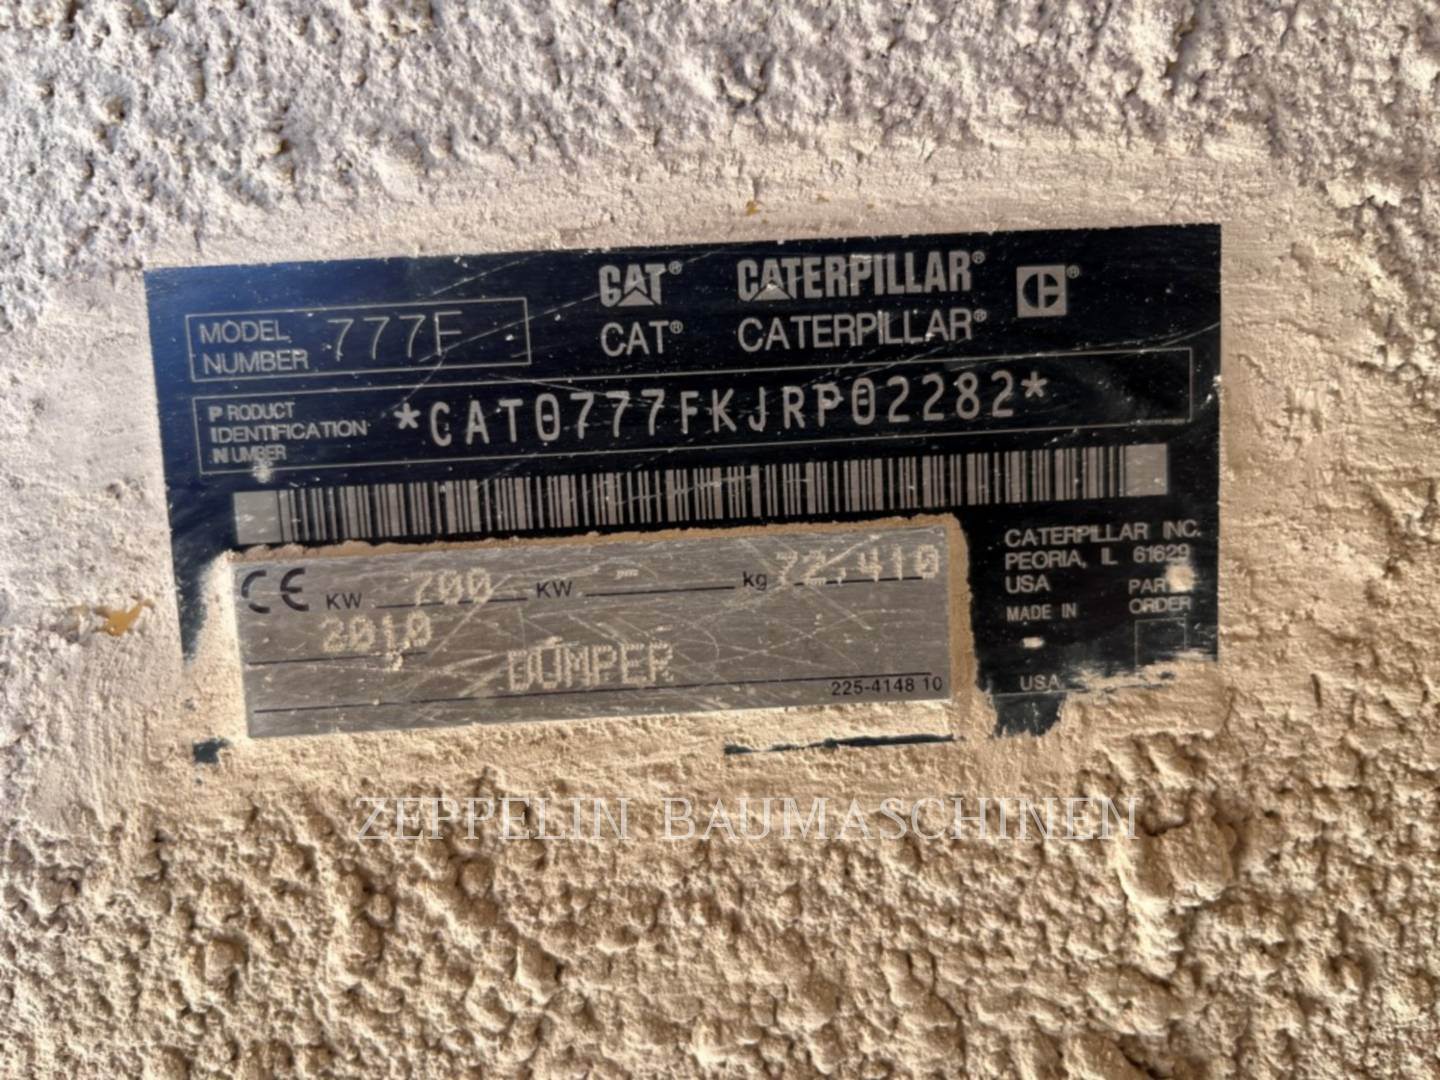 CAT® CATERPILLAR®
MODEL NUMBER 777F
CAT® CATERPILLAR®
PRODUCT IDENTIFICATION NUMBER *CAT0777FKJRP02282*
CATERPILLAR INC.
PEORIA, IL 61629
USA
MADE IN
USA
PART
ORDER
CE KW 700 KW kg 72.410
2010
DUMPER
225-4148 10
ZEPPELIN BAUMASCHINEN